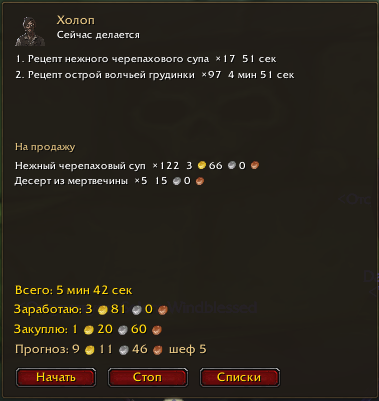 Холоп
Сейчас делается
1. Рецепт нежного черепахового супа ×17 51 сек
2. Рецепт острой волчьей грудинки ×97 4 мин 51 сек
На продажу
Нежный черепаховый суп ×122 3 66 0
Десерт из мертвечины ×5 15 0
Всего: 5 мин 42 сек
Заработаю: 3 81 0
Закуплю: 1 20 60
Прогноз: 9 11 46 шеф 5
Начать Стоп Списки